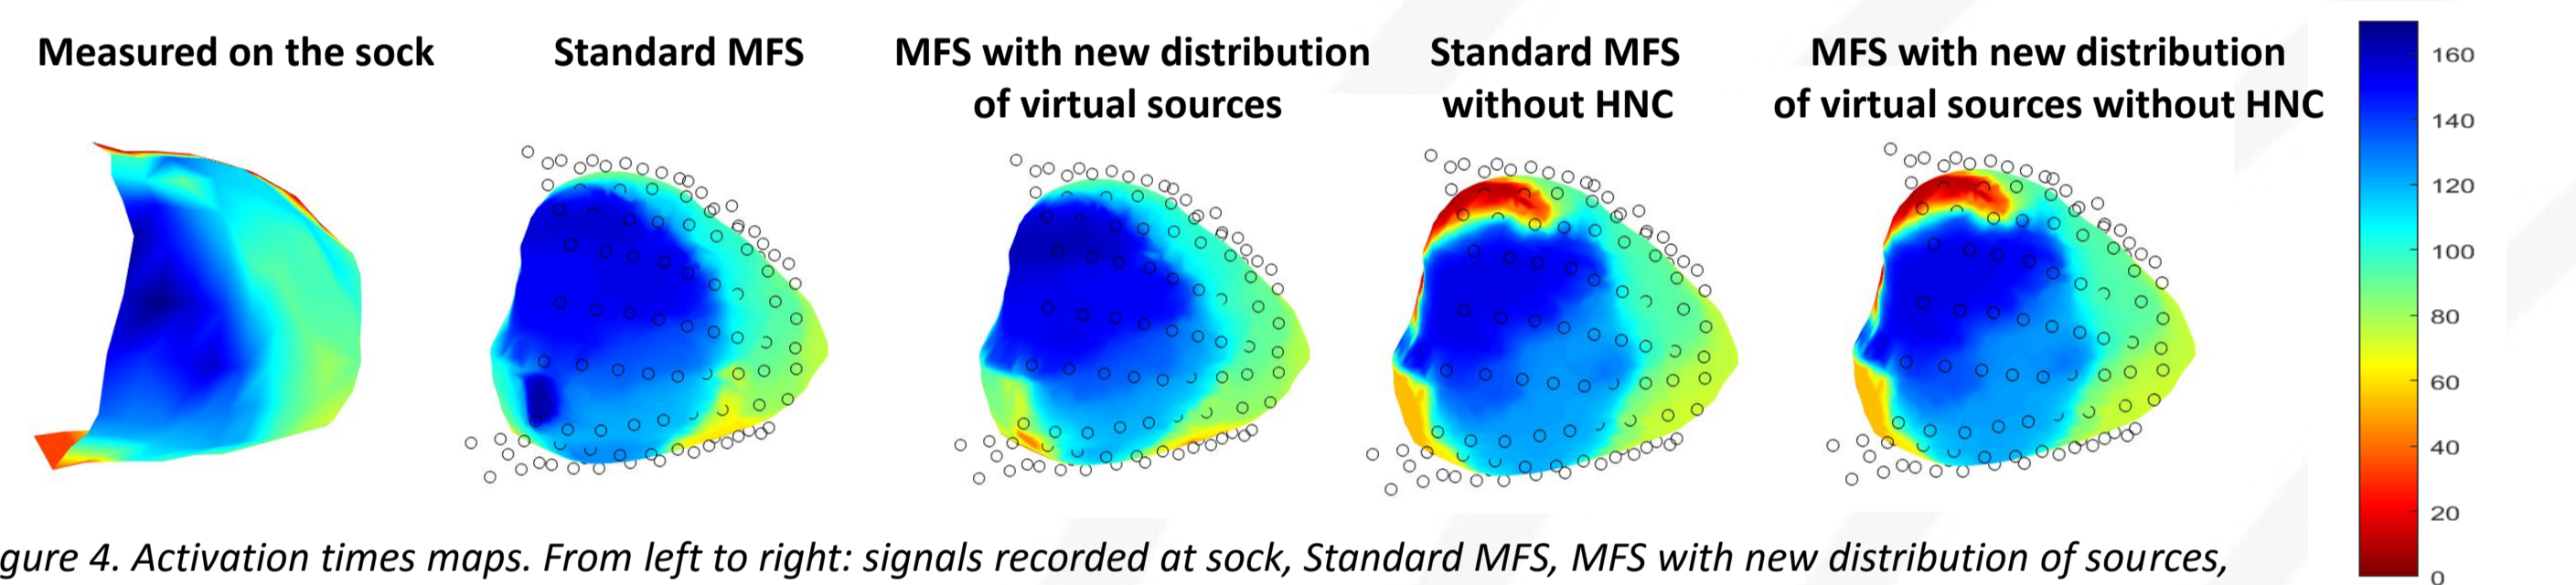 Measured on the sock
Standard MFS
MFS with new distribution
of virtual sources
Standard MFS
without HNC
MFS with new distribution
of virtual sources without HNC
160
140
120
100
80
60
40
20
0
gure 4. Activation times maps. From left to right: signals recorded at sock, Standard MFS, MFS with new distribution of sources,